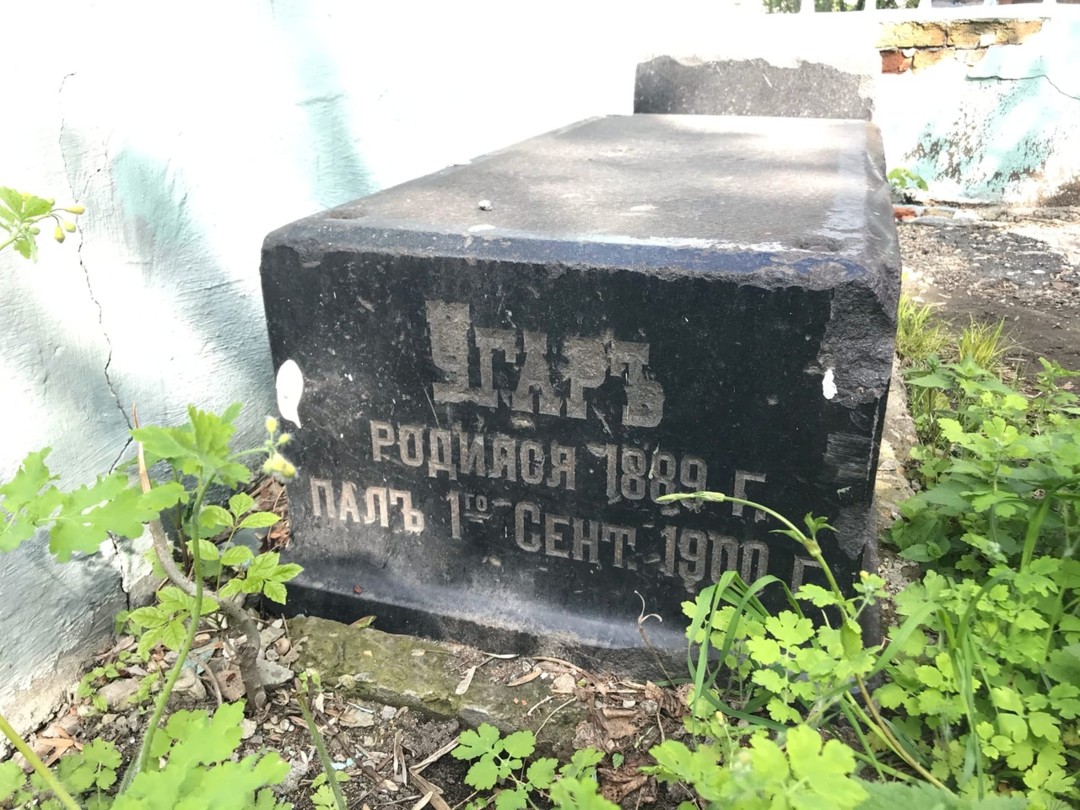 УГАРЪ
РОДИЛСЯ 1889 Г.
ПАЛЪ 1го СЕНТ. 1900 Г.